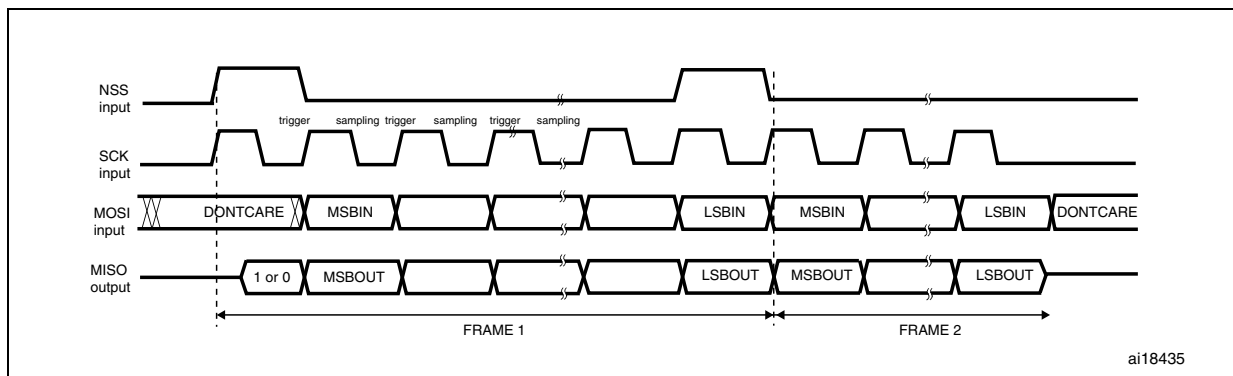 NSS
input
trigger sampling trigger sampling trigger sampling
SCK
input
MOSI
input
DONTCARE MSBIN LSBIN MSBIN LSBIN DONTCARE
MISO
output
1 or 0 MSBOUT LSBOUT MSBOUT LSBOUT
FRAME 1 FRAME 2
ai18435